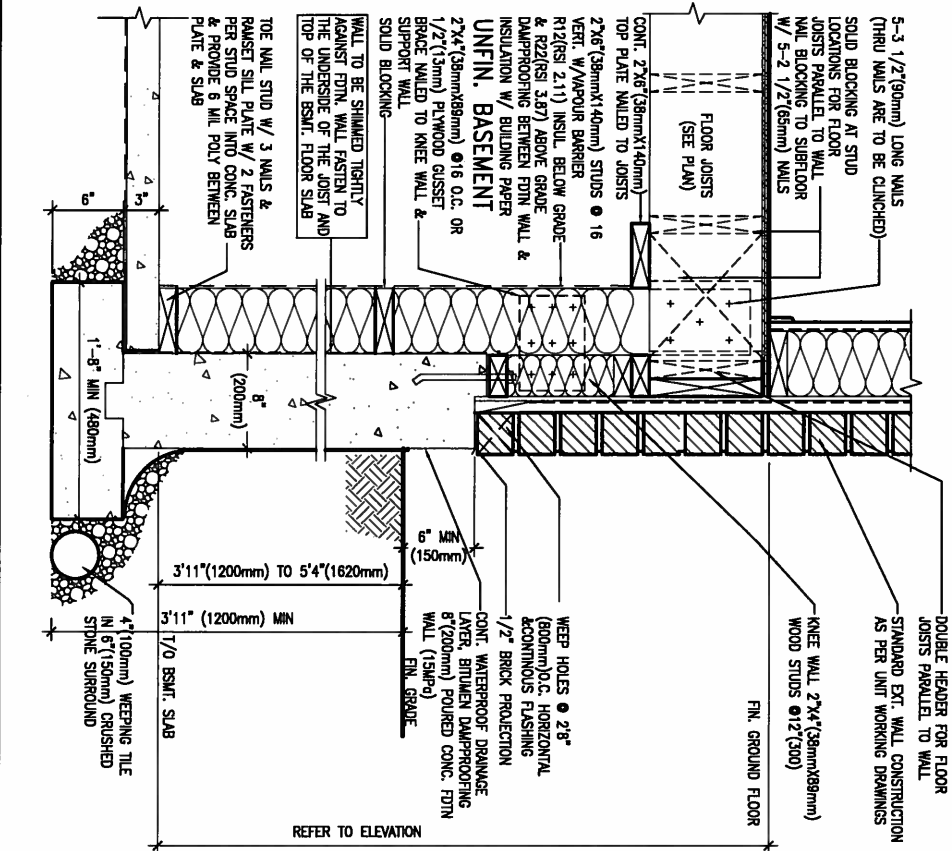 5-3 1/2"(90mm) LONG NAILS
(THRU NAILS ARE TO BE CLINCHED)
SOLID BLOCKING AT STUD
LOCATIONS FOR FLOOR
JOISTS PARALLEL TO WALL
NAIL BLOCKING TO SUBFLOOR
W/ 5-2 1/2"(65mm) NAILS
FLOOR JOISTS
(SEE PLAN)
CONT. 2"X6"(38mmX140mm)
TOP PLATE NAILED TO JOISTS
2"X6"(38mmX140mm) STUDS @ 16
VERT. W/VAPOUR BARRIER
R12(RSI 2.11) INSUL. BELOW GRADE
& R22(RSI 3.87) ABOVE GRADE
DAMPPROOFING BETWEEN FDTN WALL &
INSULATION W/ BUILDING PAPER
UNFIN. BASEMENT
2"X4"(38mmX89mm) @16 O.C. OR
1/2"(13mm) PLYWOOD GUSSET
BRACE NAILED TO KNEE WALL &
SUPPORT WALL
SOLID BLOCKING
WALL TO BE SHIMMED TIGHTLY
AGAINST FDTN. WALL FASTEN TO
THE UNDERSIDE OF THE JOIST AND
TOP OF THE BSMT. FLOOR SLAB
TOE NAIL STUD W/ 3 NAILS &
RAMSET SILL PLATE W/ 2 FASTENERS
PER STUD SPACE INTO CONC. SLAB
& PROVIDE 6 MIL POLY BETWEEN
PLATE & SLAB
6"
3"
8"
(200mm)
1'-8" MIN (480mm)
DOUBLE HEADER FOR FLOOR
JOISTS PARALLEL TO WALL
STANDARD EXT. WALL CONSTRUCTION
AS PER UNIT WORKING DRAWINGS
KNEE WALL 2"X4"(38mmX89mm)
WOOD STUDS @12"(300)
FIN. GROUND FLOOR
WEEP HOLES @ 2'8"
(800mm)O.C. HORIZONTAL
&CONTINOUS FLASHING
1/2" BRICK PROJECTION
CONT. WATERPROOF DRAINAGE
LAYER, BITUMEN DAMPPROOFING
8"(200mm) POURED CONC. FDTN
WALL (15MPa)
FIN. GRADE
6" MIN
(150mm)
3'11"(1200mm) TO 5'4"(1620mm)
3'11" (1200mm) MIN
T/O BSMT. SLAB
4"(100mm) WEEPING TILE
IN 6"(150mm) CRUSHED
STONE SURROUND
REFER TO ELEVATION